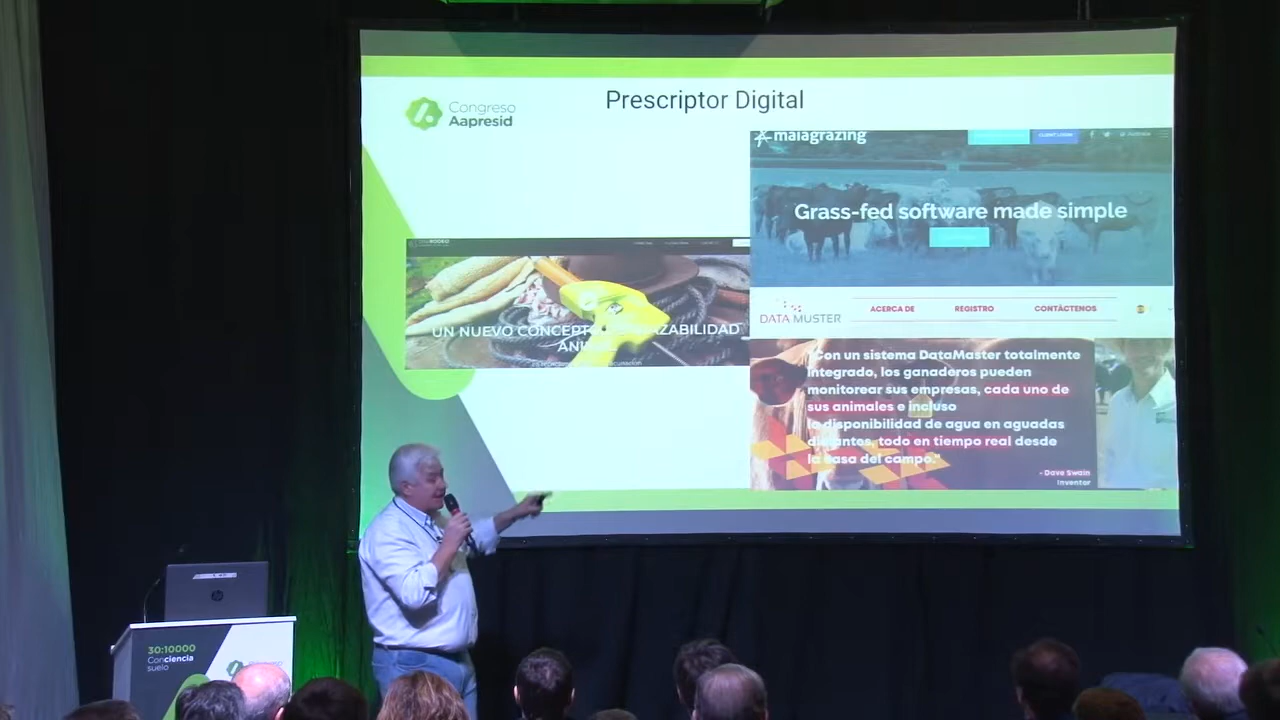 Congreso
Aapresid
Prescriptor Digital
maiagrazing
CLIENT LOGIN
Grass-fed software made simple
UN NUEVO CONCEPTO
DATA MUSTER
ACERCA DE
REGISTRO
CONTÁCTENOS
"Con un sistema DataMaster totalmente
integrado, los ganaderos pueden
monitorear sus empresas, cada uno de
sus animales e incluso
la disponibilidad de agua en aguadas
distantes, todo en tiempo real desde
la casa del campo."
- Dave Swain
Inventor
30:10000
Conciencia
suelo